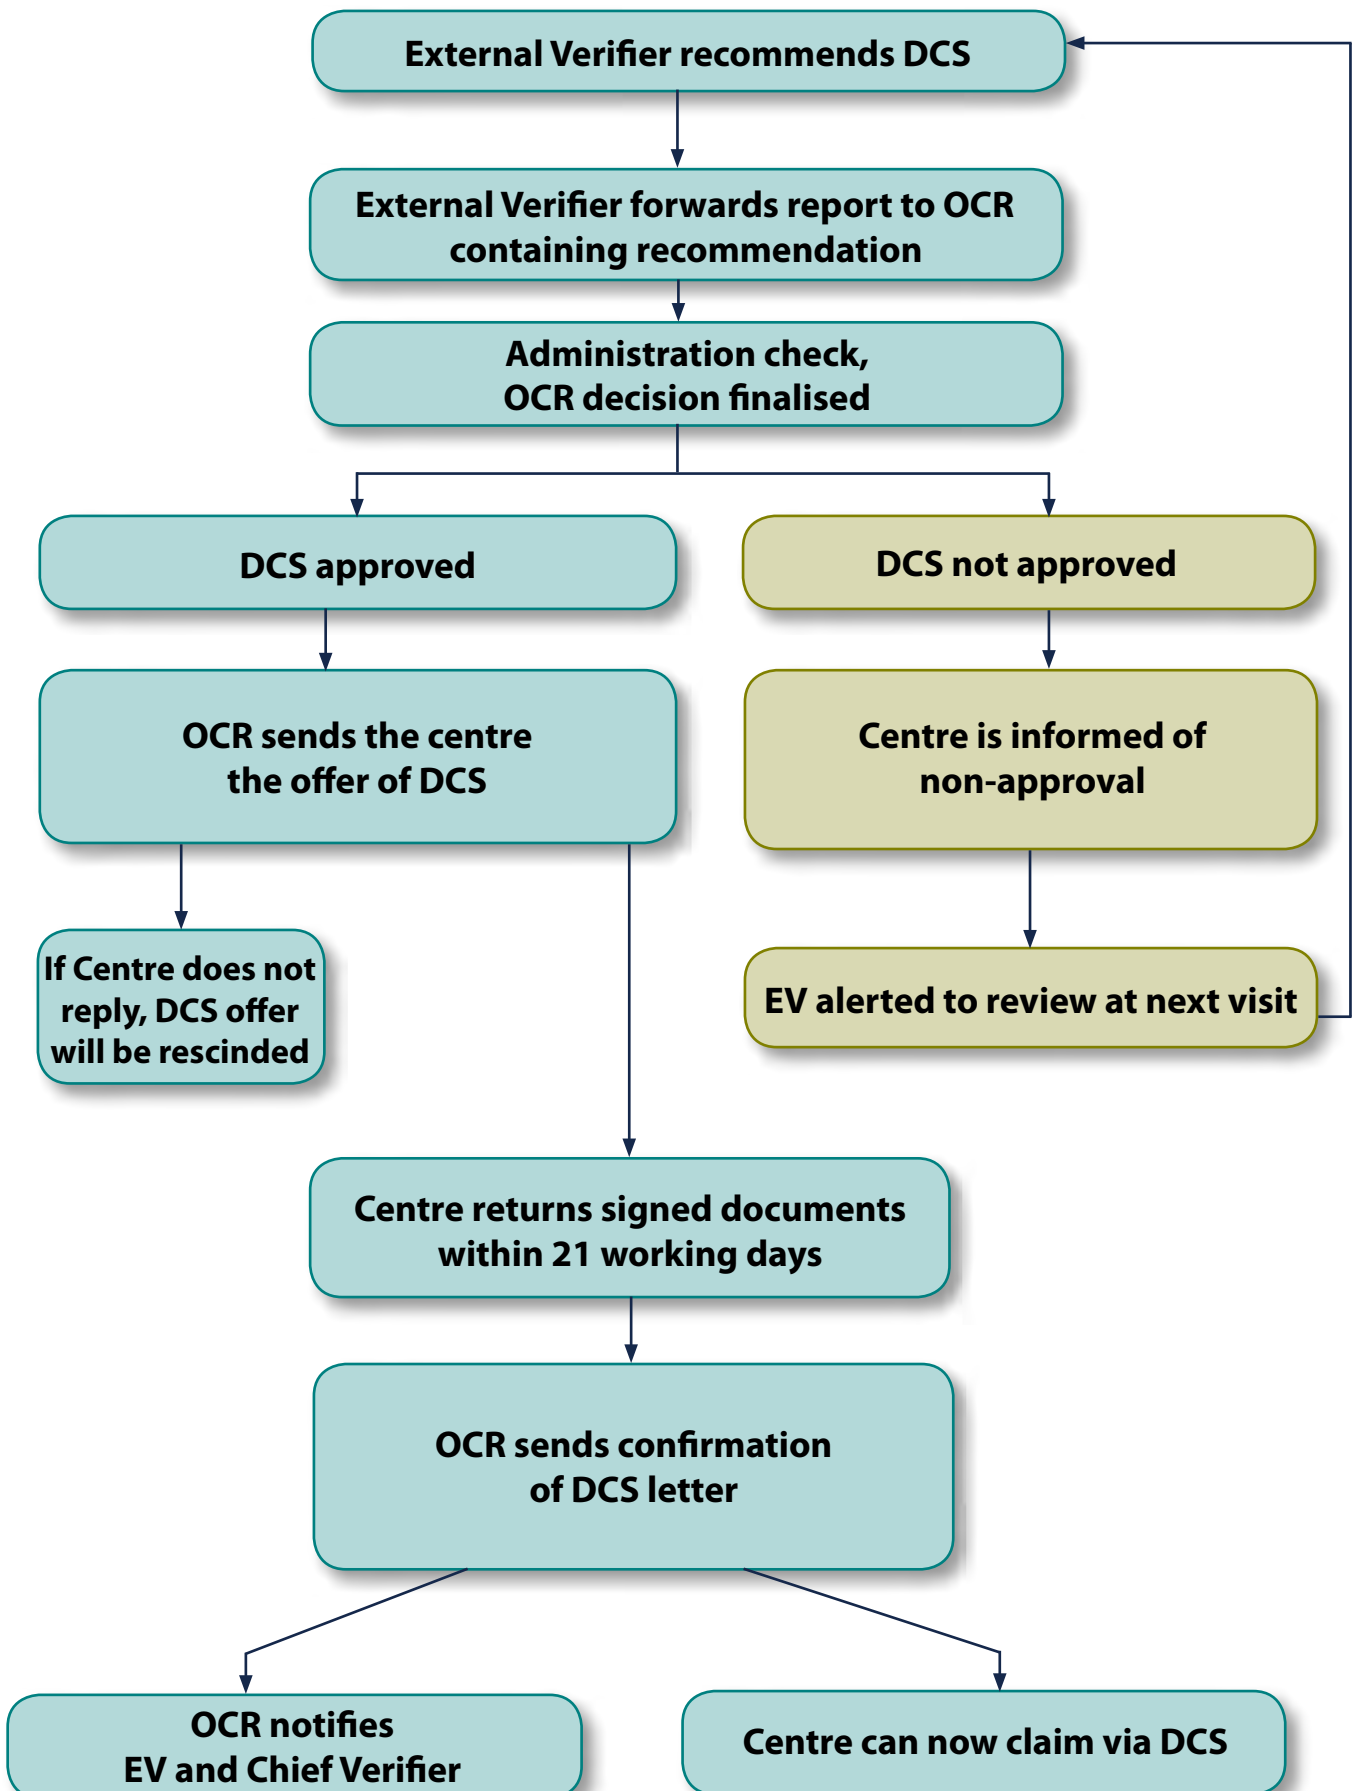 External Verifier recommends DCS
External Verifier forwards report to OCR
containing recommendation
Administration check,
OCR decision finalised
DCS approved
DCS not approved
OCR sends the centre
the offer of DCS
Centre is informed of
non-approval
If Centre does not
reply, DCS offer
will be rescinded
EV alerted to review at next visit
Centre returns signed documents
within 21 working days
OCR sends confirmation
of DCS letter
OCR notifies
EV and Chief Verifier
Centre can now claim via DCS